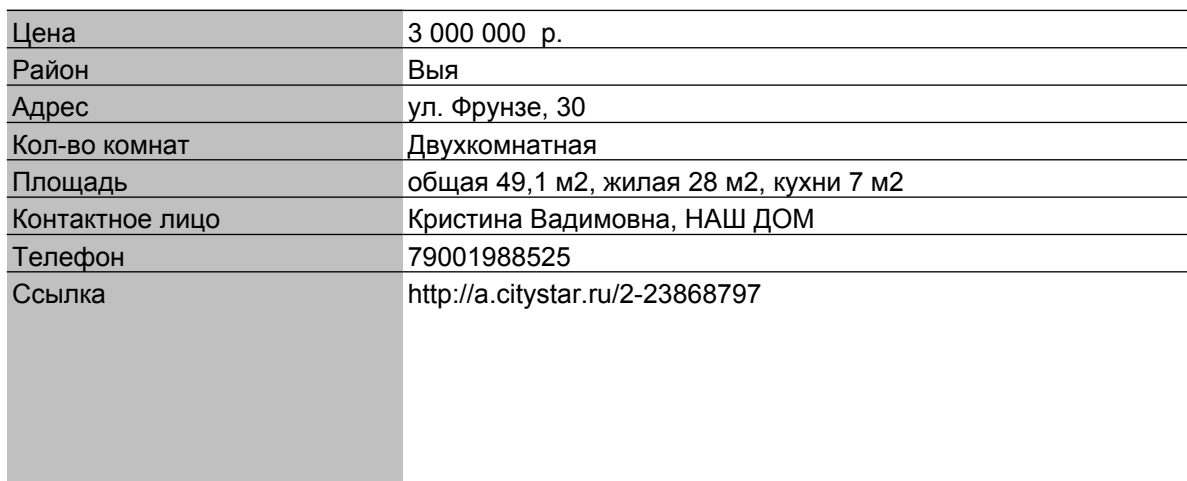 Цена 3 000 000 р.
Район Выя
Адрес ул. Фрунзе, 30
Кол-во комнат Двухкомнатная
Площадь общая 49,1 м2, жилая 28 м2, кухни 7 м2
Контактное лицо Кристина Вадимовна, НАШ ДОМ
Телефон 79001988525
Ссылка http://a.citystar.ru/2-23868797